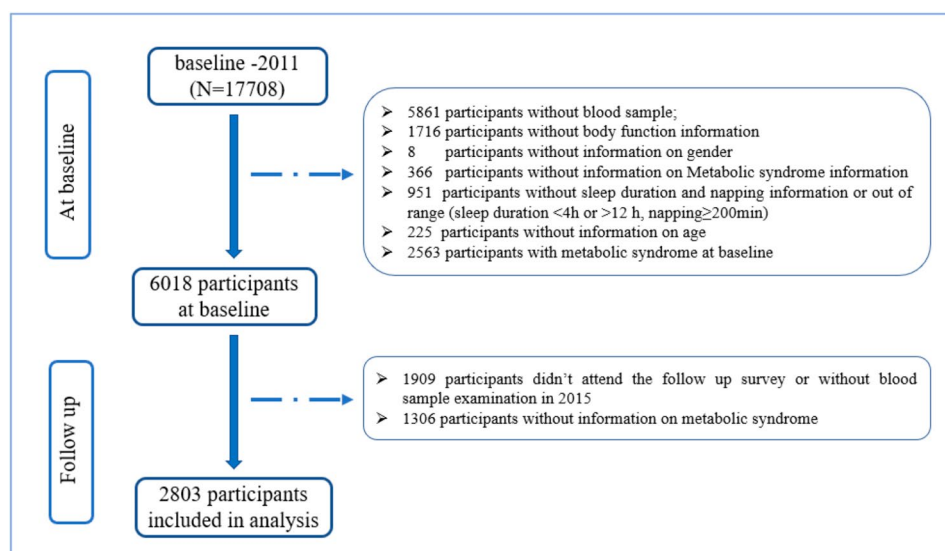 At baseline
baseline -2011
(N=17708)
➢ 5861 participants without blood sample;
➢ 1716 participants without body function information
➢ 8 participants without information on gender
➢ 366 participants without information on Metabolic syndrome information
➢ 951 participants without sleep duration and napping information or out of
range (sleep duration <4h or >12 h, napping≥200min)
➢ 225 participants without information on age
➢ 2563 participants with metabolic syndrome at baseline
6018 participants
at baseline
Follow up
➢ 1909 participants didn’t attend the follow up survey or without blood
sample examination in 2015
➢ 1306 participants without information on metabolic syndrome
2803 participants
included in analysis